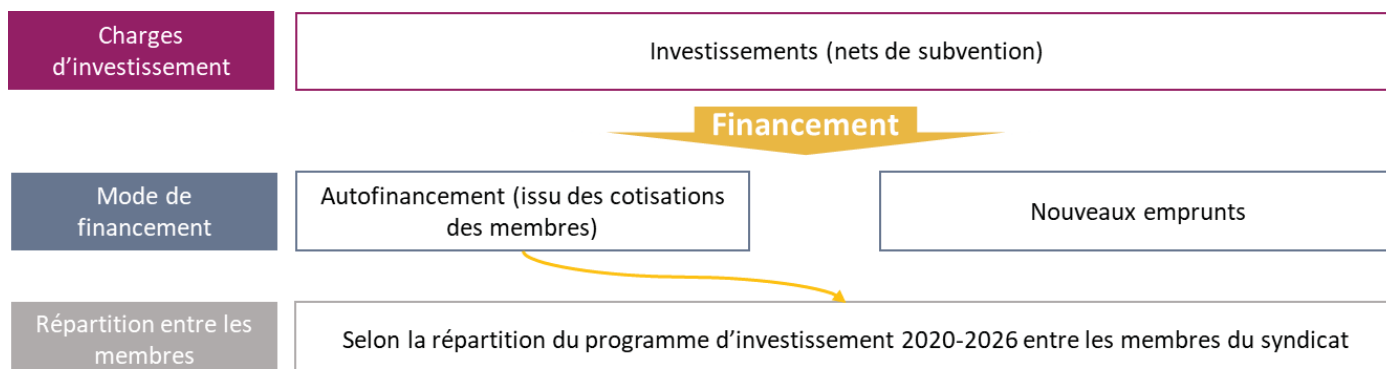 Charges
d’investissement
Investissements (nets de subvention)
Financement
Mode de
financement
Autofinancement (issu des cotisations
des membres)
Nouveaux emprunts
Répartition entre les
membres
Selon la répartition du programme d’investissement 2020-2026 entre les membres du syndicat